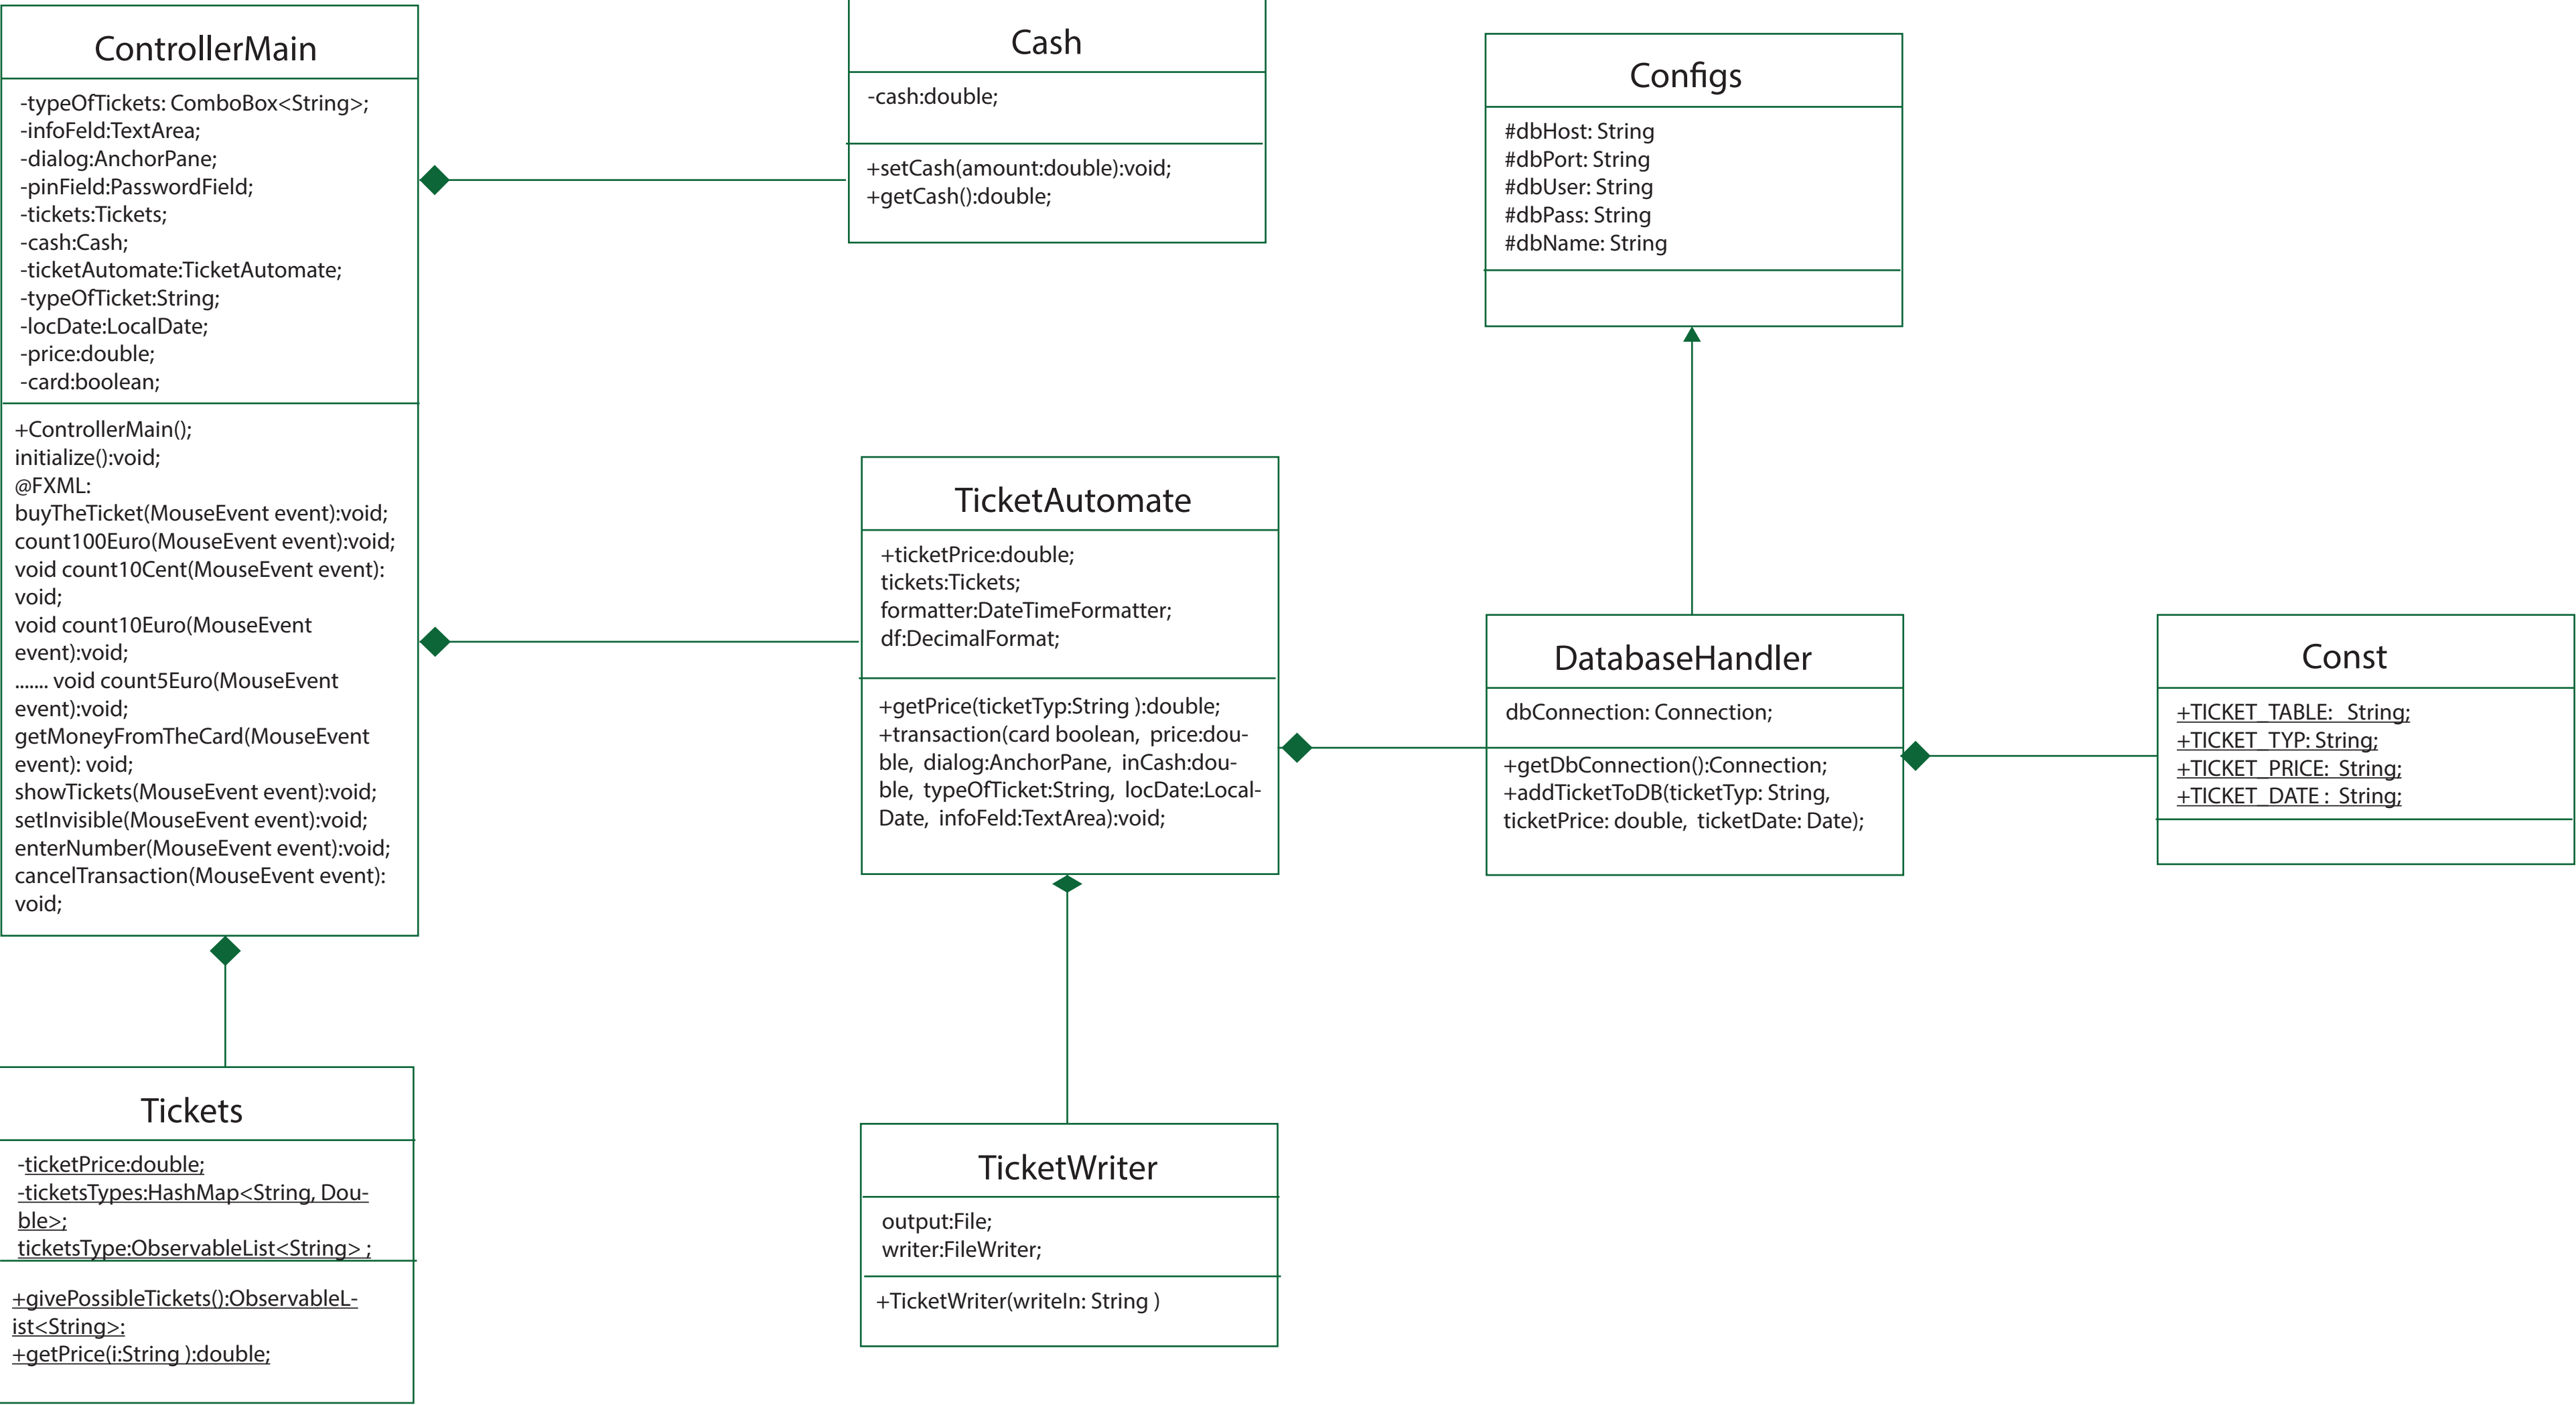 ControllerMain
-typeOfTickets: ComboBox<String>;
-infoFeld:TextArea;
-dialog:AnchorPane;
-pinField:PasswordField;
-tickets:Tickets;
-cash:Cash;
-ticketAutomate:TicketAutomate;
-typeOfTicket:String;
-locDate:LocalDate;
-price:double;
-card:boolean;
+ControllerMain();
initialize():void;
@FXML:
buyTheTicket(MouseEvent event):void;
count100Euro(MouseEvent event):void;
void count10Cent(MouseEvent event):
void;
void count10Euro(MouseEvent
event):void;
....... void count5Euro(MouseEvent
event):void;
getMoneyFromTheCard(MouseEvent
event): void;
showTickets(MouseEvent event):void;
setInvisible(MouseEvent event):void;
enterNumber(MouseEvent event):void;
cancelTransaction(MouseEvent event):
void;
Cash
-cash:double;
+setCash(amount:double):void;
+getCash():double;
Configs
#dbHost: String
#dbPort: String
#dbUser: String
#dbPass: String
#dbName: String
TicketAutomate
+ticketPrice:double;
tickets:Tickets;
formatter:DateTimeFormatter;
df:DecimalFormat;
+getPrice(ticketTyp:String ):double;
+transaction(card boolean, price:dou-
ble, dialog:AnchorPane, inCash:dou-
ble, typeOfTicket:String, locDate:Local-
Date, infoFeld:TextArea):void;
DatabaseHandler
dbConnection: Connection;
+getDbConnection():Connection;
+addTicketToDB(ticketTyp: String,
ticketPrice: double, ticketDate: Date);
Const
+TICKET_TABLE: String;
+TICKET_TYP: String;
+TICKET_PRICE: String;
+TICKET_DATE : String;
Tickets
-ticketPrice:double;
-ticketsTypes:HashMap<String, Dou-
ble>;
ticketsType:ObservableList<String> ;
+givePossibleTickets():ObservableL-
ist<String>:
+getPrice(i:String ):double;
TicketWriter
output:File;
writer:FileWriter;
+TicketWriter(writeIn: String )